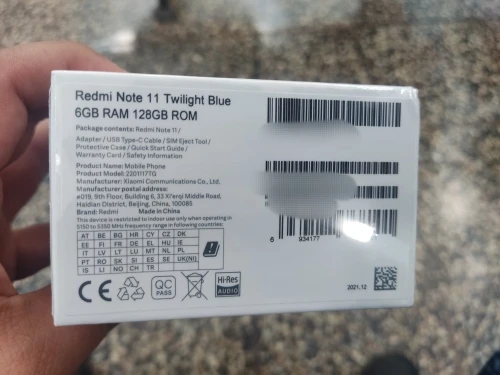 Redmi Note 11 Twilight Blue
6GB RAM 128GB ROM
Package contents: Redmi Note 11 /
Adapter / USB Type-C Cable / SIM Eject Tool /
Protective Case / Quick Start Guide /
Warranty Card / Safety Information
Product Name: Mobile Phone
Product Model: 2201117TG
Manufacturer: Xiaomi Communications Co., Ltd.
Manufacturer postal address:
#019, 9th Floor, Building 6, 33 Xi'erqi Middle Road,
Haidian District, Beijing, China, 100085
Brand: Redmi Made in China
This device is restricted to indoor use only when operating in
5150 to 5350 MHz frequency range in following countries:
AT BE BG HR CY CZ DK
EE FI FR DE EL HU IE
IT LV LT LU MT NL PL
PT RO SK SI ES SE UK(NI)
IS LI NO CH TR
CE QC PASS Hi-Res AUDIO
6 934177
2021.12